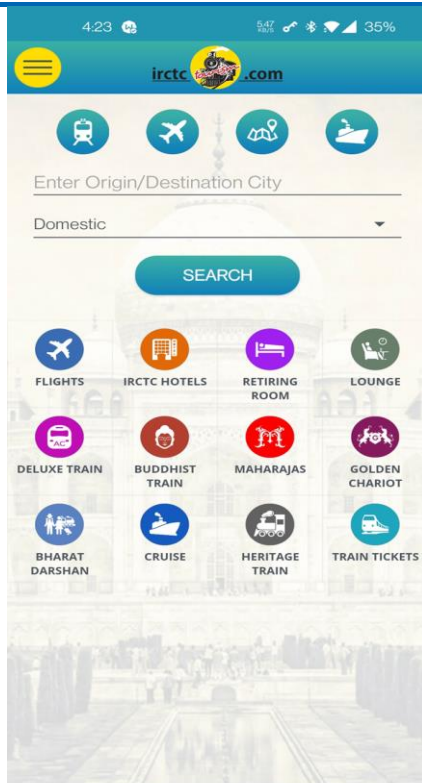 4:23
5.47 KB/S 35%
irctc tourism .com
Enter Origin/Destination City
Domestic
SEARCH
FLIGHTS IRCTC HOTELS RETIRING ROOM LOUNGE
DELUXE TRAIN BUDDHIST TRAIN MAHARAJAS GOLDEN CHARIOT
BHARAT DARSHAN CRUISE HERITAGE TRAIN TRAIN TICKETS